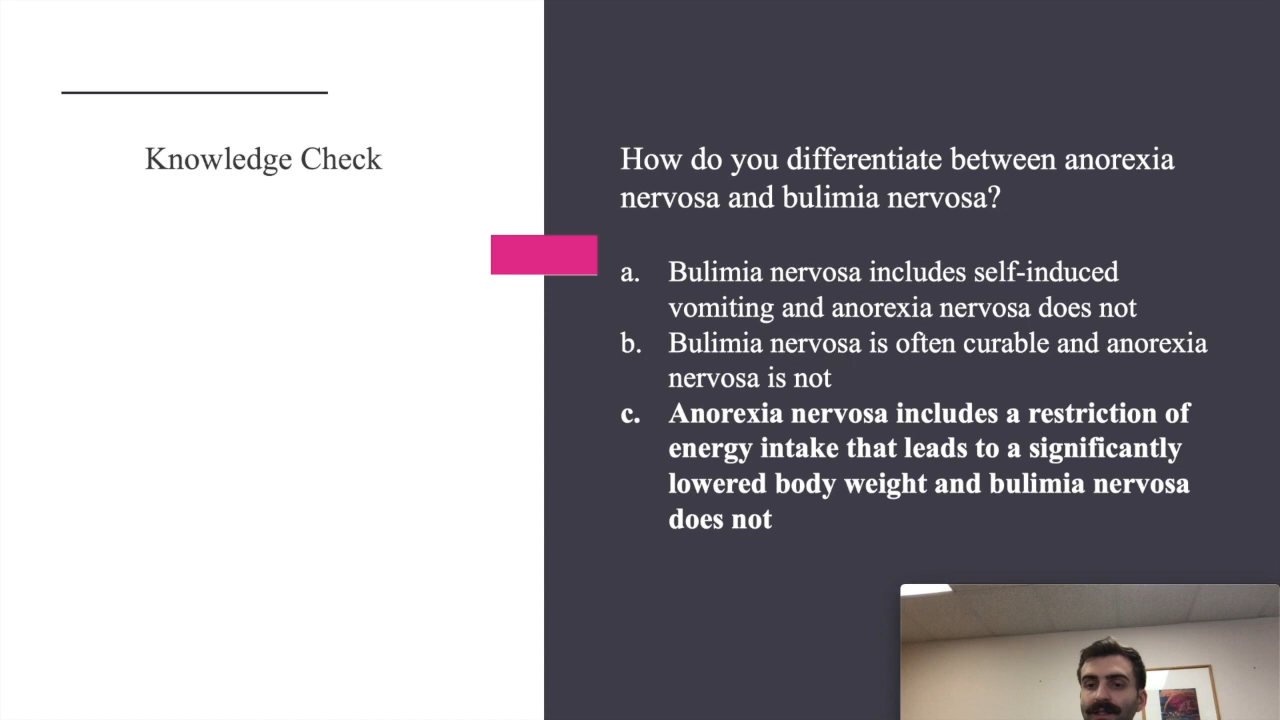 Knowledge Check
How do you differentiate between anorexia
nervosa and bulimia nervosa?
a. Bulimia nervosa includes self-induced
vomiting and anorexia nervosa does not
b. Bulimia nervosa is often curable and anorexia
nervosa is not
c. Anorexia nervosa includes a restriction of
energy intake that leads to a significantly
lowered body weight and bulimia nervosa
does not